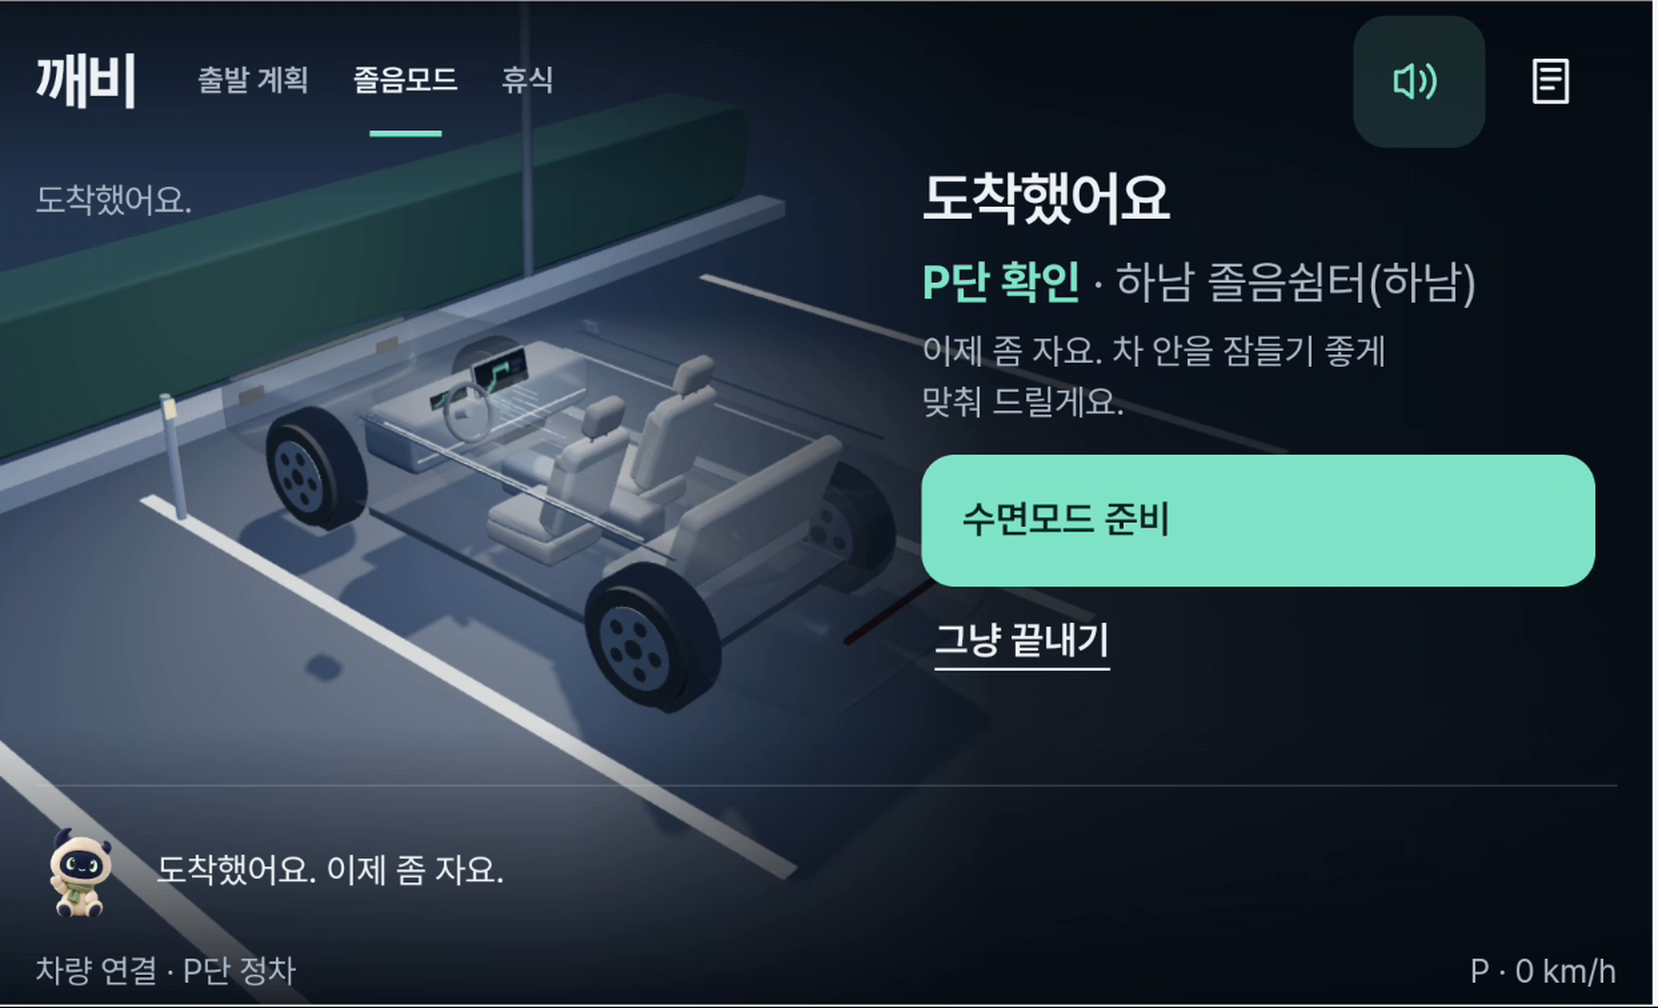 깨비
출발 계획
졸음모드
휴식
도착했어요.
도착했어요
P단 확인 · 하남 졸음쉼터(하남)
이제 좀 자요. 차 안을 잠들기 좋게
맞춰 드릴게요.
수면모드 준비
그냥 끝내기
도착했어요. 이제 좀 자요.
차량 연결 · P단 정차
P · 0 km/h